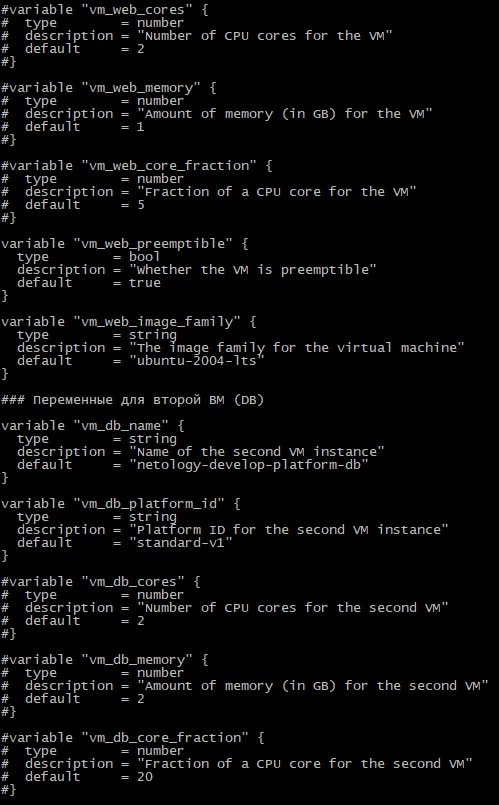 #variable "vm_web_cores" {
#  type        = number
#  description = "Number of CPU cores for the VM"
#  default     = 2
#}
#variable "vm_web_memory" {
#  type        = number
#  description = "Amount of memory (in GB) for the VM"
#  default     = 1
#}
#variable "vm_web_core_fraction" {
#  type        = number
#  description = "Fraction of a CPU core for the VM"
#  default     = 5
#}
variable "vm_web_preemptible" {
  type        = bool
  description = "Whether the VM is preemptible"
  default     = true
}
variable "vm_web_image_family" {
  type        = string
  description = "The image family for the virtual machine"
  default     = "ubuntu-2004-lts"
}
### Переменные для второй ВМ (DB)
variable "vm_db_name" {
  type        = string
  description = "Name of the second VM instance"
  default     = "netology-develop-platform-db"
}
variable "vm_db_platform_id" {
  type        = string
  description = "Platform ID for the second VM instance"
  default     = "standard-v1"
}
#variable "vm_db_cores" {
#  type        = number
#  description = "Number of CPU cores for the second VM"
#  default     = 2
#}
#variable "vm_db_memory" {
#  type        = number
#  description = "Amount of memory (in GB) for the second VM"
#  default     = 2
#}
#variable "vm_db_core_fraction" {
#  type        = number
#  description = "Fraction of a CPU core for the second VM"
#  default     = 20
#}